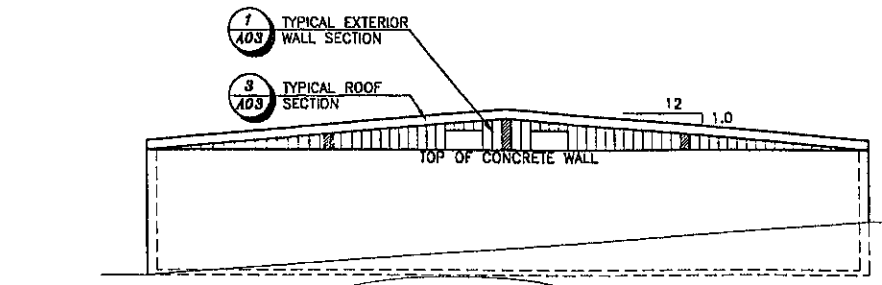 1
A03
TYPICAL EXTERIOR
WALL SECTION
3
A03
TYPICAL ROOF
SECTION
12
1.0
TOP OF CONCRETE WALL